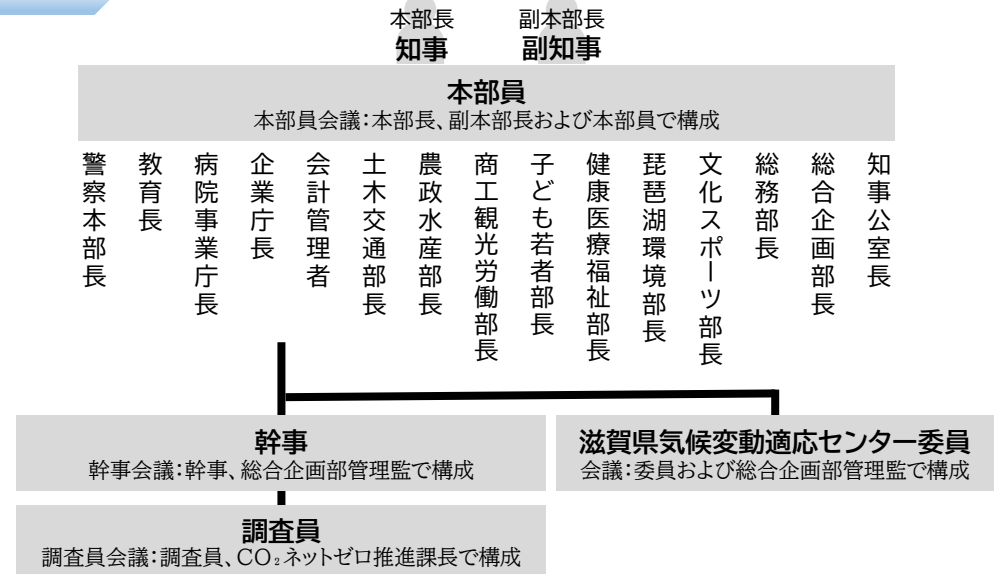 本部長
知事
副本部長
副知事
本部員
本部員会議:本部長、副本部長および本部員で構成
知事公室長
総合企画部長
総務部長
文化スポーツ部長
琵琶湖環境部長
健康医療福祉部長
子ども若者部長
商工観光労働部長
農政水産部長
土木交通部長
会計管理者
企業庁長
病院事業庁長
教育長
警察本部長
幹事
幹事会議:幹事、総合企画部管理監で構成
滋賀県気候変動適応センター委員
会議:委員および総合企画部管理監で構成
調査員
調査員会議:調査員、CO₂ネットゼロ推進課長で構成